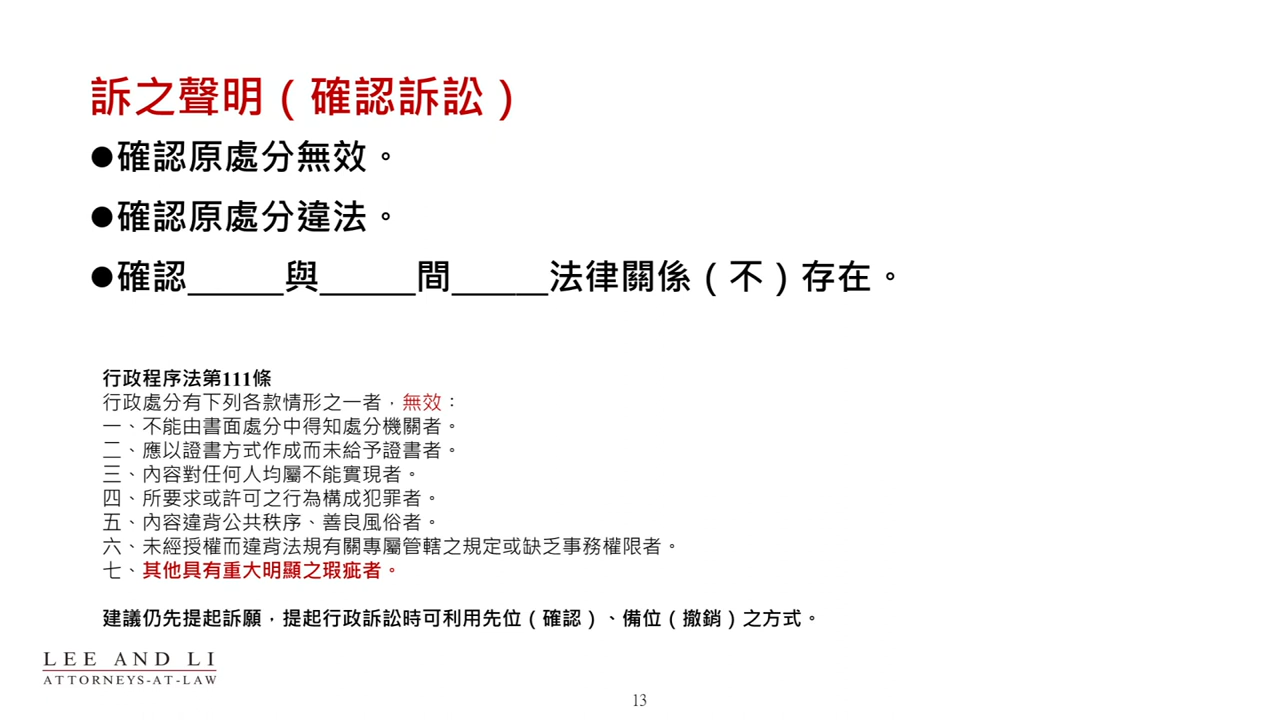 訴之聲明（確認訴訟）
●確認原處分無效。
●確認原處分違法。
●確認_____與_____間_____法律關係（不）存在。
行政程序法第111條
行政處分有下列各款情形之一者，無效：
一、不能由書面處分中得知處分機關者。
二、應以證書方式作成而未給予證書者。
三、內容對任何人均屬不能實現者。
四、所要求或許可之行為構成犯罪者。
五、內容違背公共秩序、善良風俗者。
六、未經授權而違背法規有關專屬管轄之規定或缺乏事務權限者。
七、其他具有重大明顯之瑕疵者。
建議仍先提起訴願，提起行政訴訟時可利用先位（確認）、備位（撤銷）之方式。
LEE AND LI
ATTORNEYS-AT-LAW
13